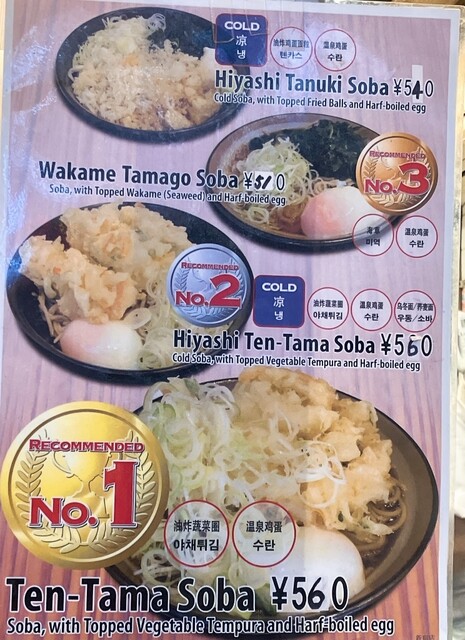 COLD
凉
냉
油炸鸡蛋面粒
텐카스
温泉鸡蛋
수란
Hiyashi Tanuki Soba ¥540
Cold Soba, with Topped Fried Balls and Harf-boiled egg
RECOMMENDED
No.3
Wakame Tamago Soba ¥510
Soba, with Topped Wakame (Seaweed) and Harf-boiled egg
海帯
미역
温泉鸡蛋
수란
RECOMMENDED
No.2
COLD
凉
냉
油炸蔬菜圈
야채튀김
温泉鸡蛋
수란
乌冬面/荞麦面
우동/소바
Hiyashi Ten-Tama Soba ¥560
Cold Soba, with Topped Vegetable Tempura and Harf-boiled egg
RECOMMENDED
No.1
油炸蔬菜圈
야채튀김
温泉鸡蛋
수란
Ten-Tama Soba ¥560
Soba, with Topped Vegetable Tempura and Harf-boiled egg